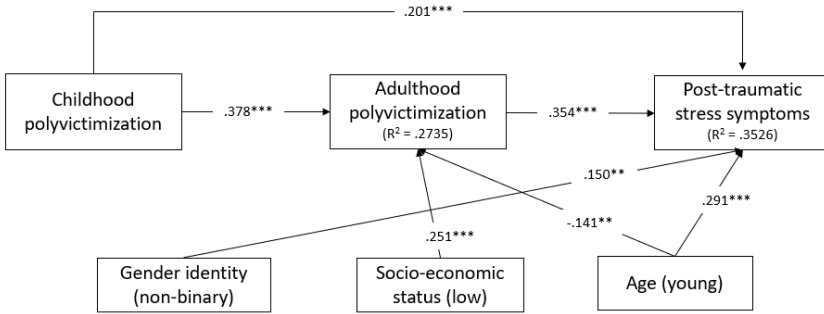 .201***
Childhood
polyvictimization
.378***
Adulthood
polyvictimization
(R² = .2735)
.354***
Post-traumatic
stress symptoms
(R² = .3526)
.150**
.291***
-.141**
.251***
Gender identity
(non-binary)
Socio-economic
status (low)
Age (young)